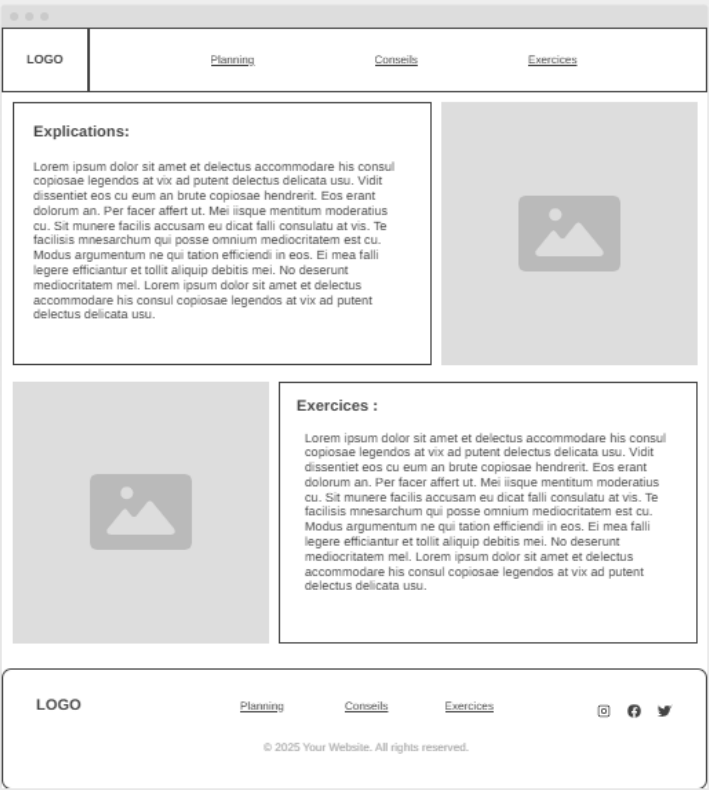 LOGO
Planning
Conseils
Exercices
Explications:
Lorem ipsum dolor sit amet et delectus accommodare his consul
copiosae legendos at vix ad putent delectus delicata usu. Vidit
dissentiet eos cu eum an brute copiosae hendrerit. Eos erant
dolorum an. Per facer affert ut. Mei iisque mentitum moderatius
cu. Sit munere facilis accusam eu dicat falli consulatu at vis. Te
facilisis mnesarchum qui posse omnium mediocritatem est cu.
Modus argumentum ne qui tation efficiendi in eos. Ei mea falli
legere efficiantur et tollit aliquip debitis mei. No deserunt
mediocritatem mel. Lorem ipsum dolor sit amet et delectus
accommodare his consul copiosae legendos at vix ad putent
delectus delicata usu.
Exercices :
Lorem ipsum dolor sit amet et delectus accommodare his consul
copiosae legendos at vix ad putent delectus delicata usu. Vidit
dissentiet eos cu eum an brute copiosae hendrerit. Eos erant
dolorum an. Per facer affert ut. Mei iisque mentitum moderatius
cu. Sit munere facilis accusam eu dicat falli consulatu at vis. Te
facilisis mnesarchum qui posse omnium mediocritatem est cu.
Modus argumentum ne qui tation efficiendi in eos. Ei mea falli
legere efficiantur et tollit aliquip debitis mei. No deserunt
mediocritatem mel. Lorem ipsum dolor sit amet et delectus
accommodare his consul copiosae legendos at vix ad putent
delectus delicata usu.
LOGO
Planning
Conseils
Exercices
© 2025 Your Website. All rights reserved.